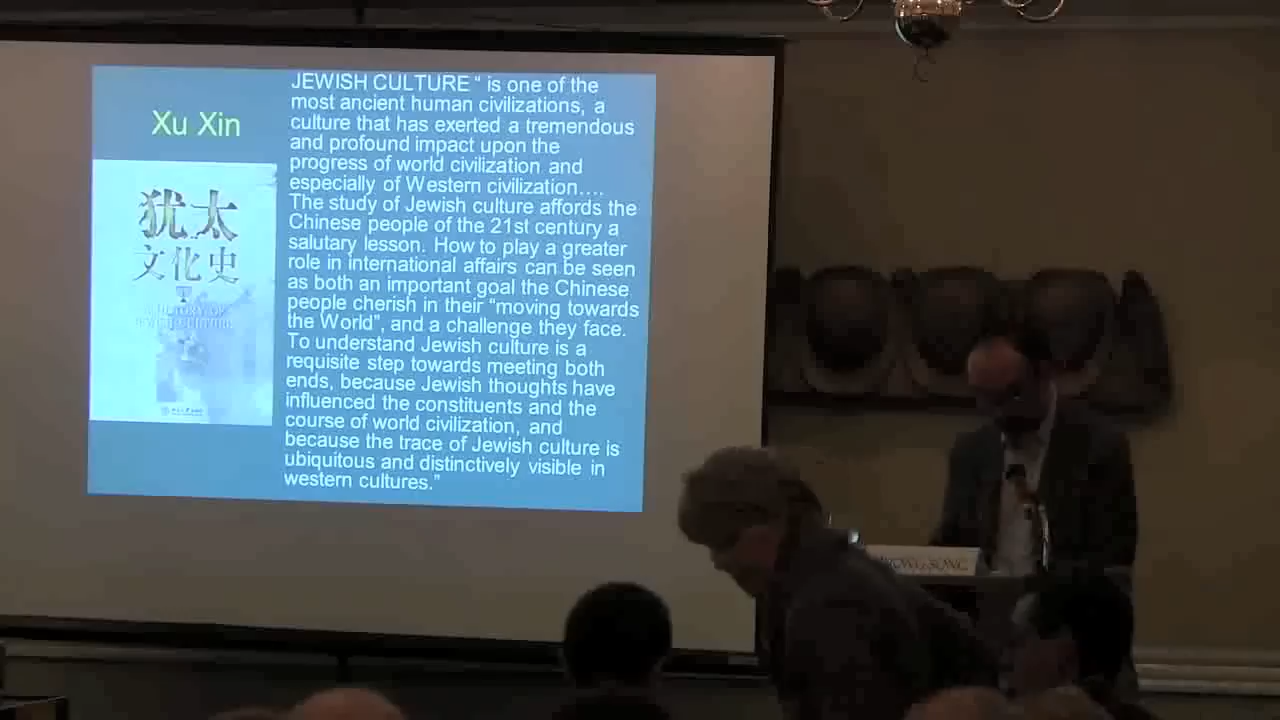 Xu Xin
犹太
文化史
HISTORY OF
JEWISH CULTURE
JEWISH CULTURE “ is one of the
most ancient human civilizations, a
culture that has exerted a tremendous
and profound impact upon the
progress of world civilization and
especially of Western civilization....
The study of Jewish culture affords the
Chinese people of the 21st century a
salutary lesson. How to play a greater
role in international affairs can be seen
as both an important goal the Chinese
people cherish in their “moving towards
the World”, and a challenge they face.
To understand Jewish culture is a
requisite step towards meeting both
ends, because Jewish thoughts have
influenced the constituents and the
course of world civilization, and
because the trace of Jewish culture is
ubiquitous and distinctively visible in
western cultures.”
SONG